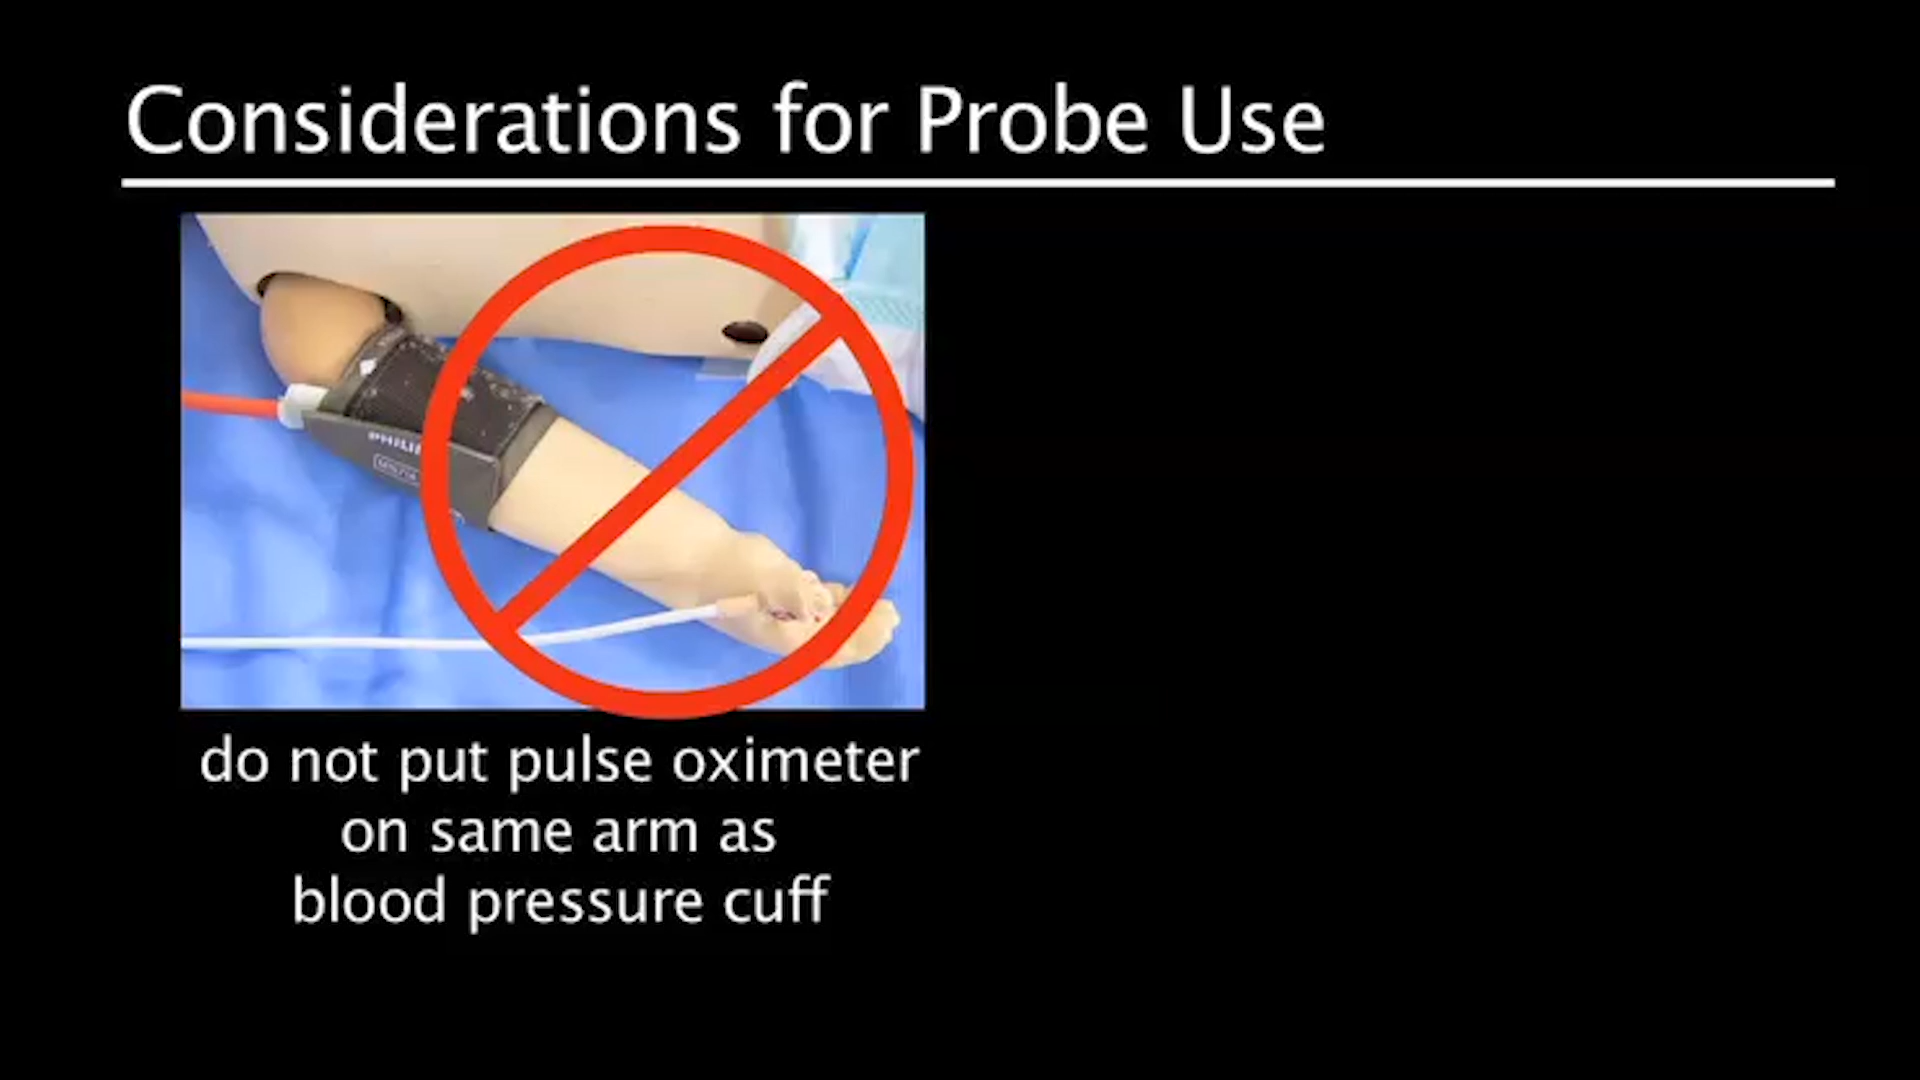 Considerations for Probe Use
do not put pulse oximeter
on same arm as
blood pressure cuff